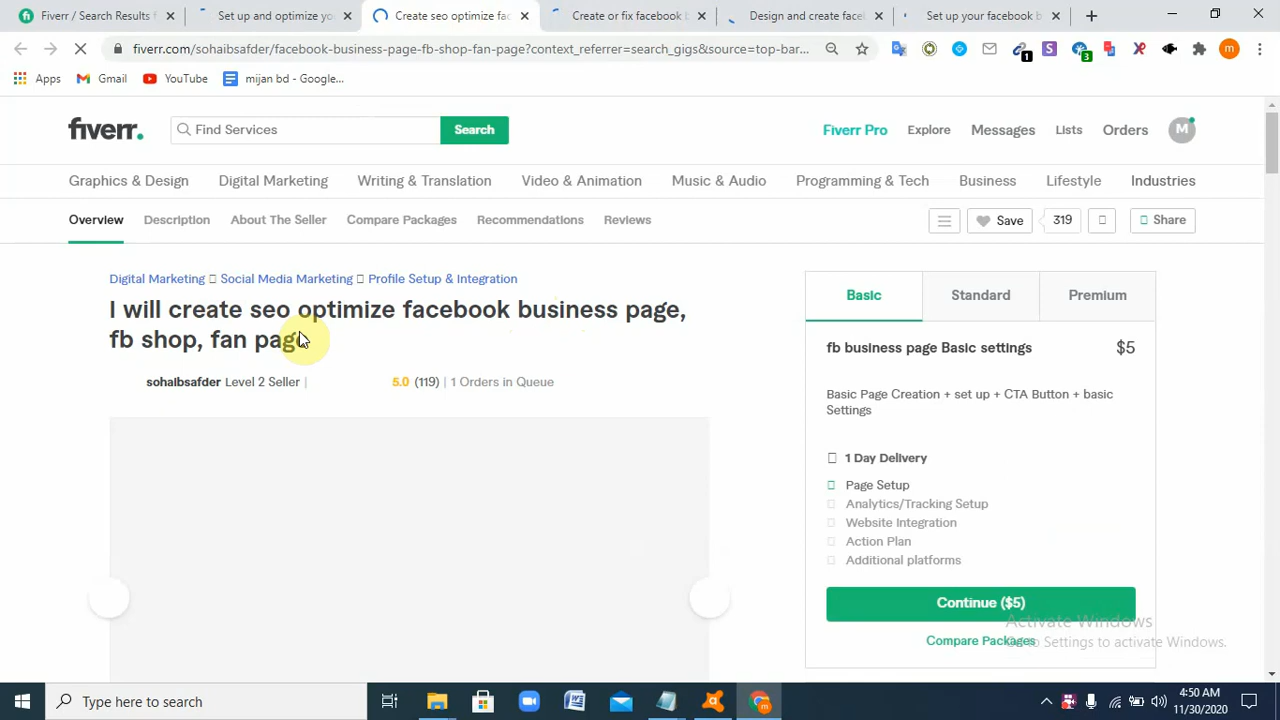 Fiverr / Search Results f
Set up and optimize yo
Create seo optimize fac
Create or fix facebook b
Design and create faceb
Set up your facebook b
fiverr.com/sohaibsafder/facebook-business-page-fb-shop-fan-page?context_referrer=search_gigs&source=top-bar...
1
S
3
m
Apps
Gmail
YouTube
mijan bd - Google...
fiverr.
Find Services
Search
Fiverr Pro
Explore
Messages
Lists
Orders
M
Graphics & Design
Digital Marketing
Writing & Translation
Video & Animation
Music & Audio
Programming & Tech
Business
Lifestyle
Industries
Overview
Description
About The Seller
Compare Packages
Recommendations
Reviews
Save
319
Share
Digital Marketing
Social Media Marketing
Profile Setup & Integration
I will create seo optimize facebook business page,
fb shop, fan page
sohaibsafder Level 2 Seller |
5.0 (119) | 1 Orders in Queue
Basic
Standard
Premium
fb business page Basic settings
$5
Basic Page Creation + set up + CTA Button + basic
Settings
1 Day Delivery
Page Setup
Analytics/Tracking Setup
Website Integration
Action Plan
Additional platforms
Continue ($5)
Compare Packages
Activate Windows
Go to Settings to activate Windows.
Type here to search
4:50 AM
11/30/2020